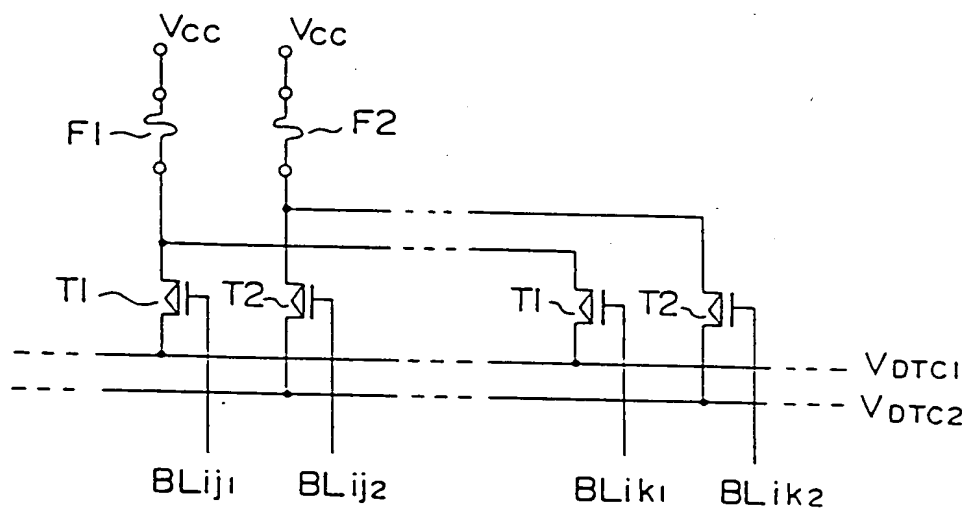 VCC VCC
F1 F2
T1 T2 T1 T2
VDTC1
VDTC2
BLij1 BLij2 BLik1 BLik2